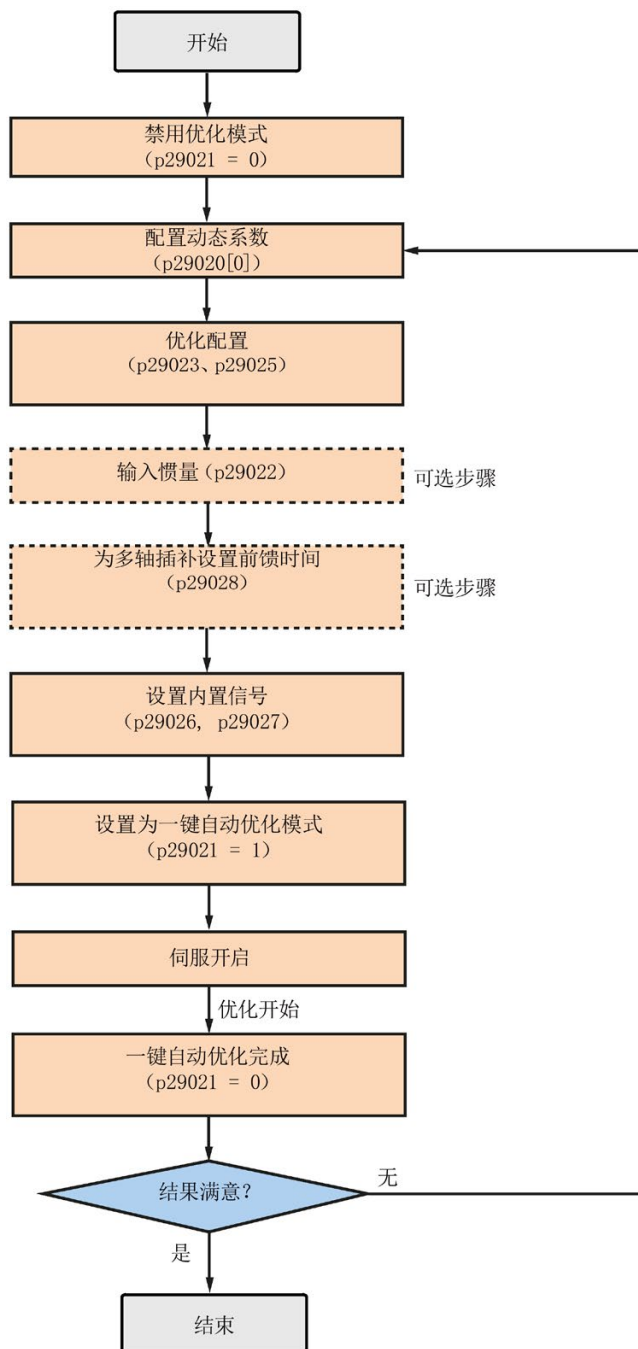 开始
禁用优化模式
(p29021 = 0)
配置动态系数
(p29020[0])
优化配置
(p29023、p29025)
输入惯量(p29022)
可选步骤
为多轴插补设置前馈时间
(p29028)
可选步骤
设置内置信号
(p29026, p29027)
设置为一键自动优化模式
(p29021 = 1)
伺服开启
优化开始
一键自动优化完成
(p29021 = 0)
结果满意?
无
是
结束